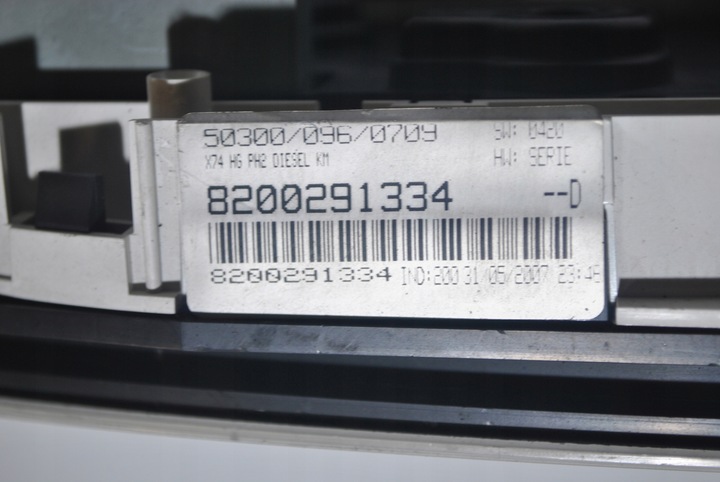 50300/096/0709 SW: 0420
X74 HG PH2 DIESEL KM HW: SERIE
8200291334 --D
8200291334 IND:200 31/05/2007 23:48